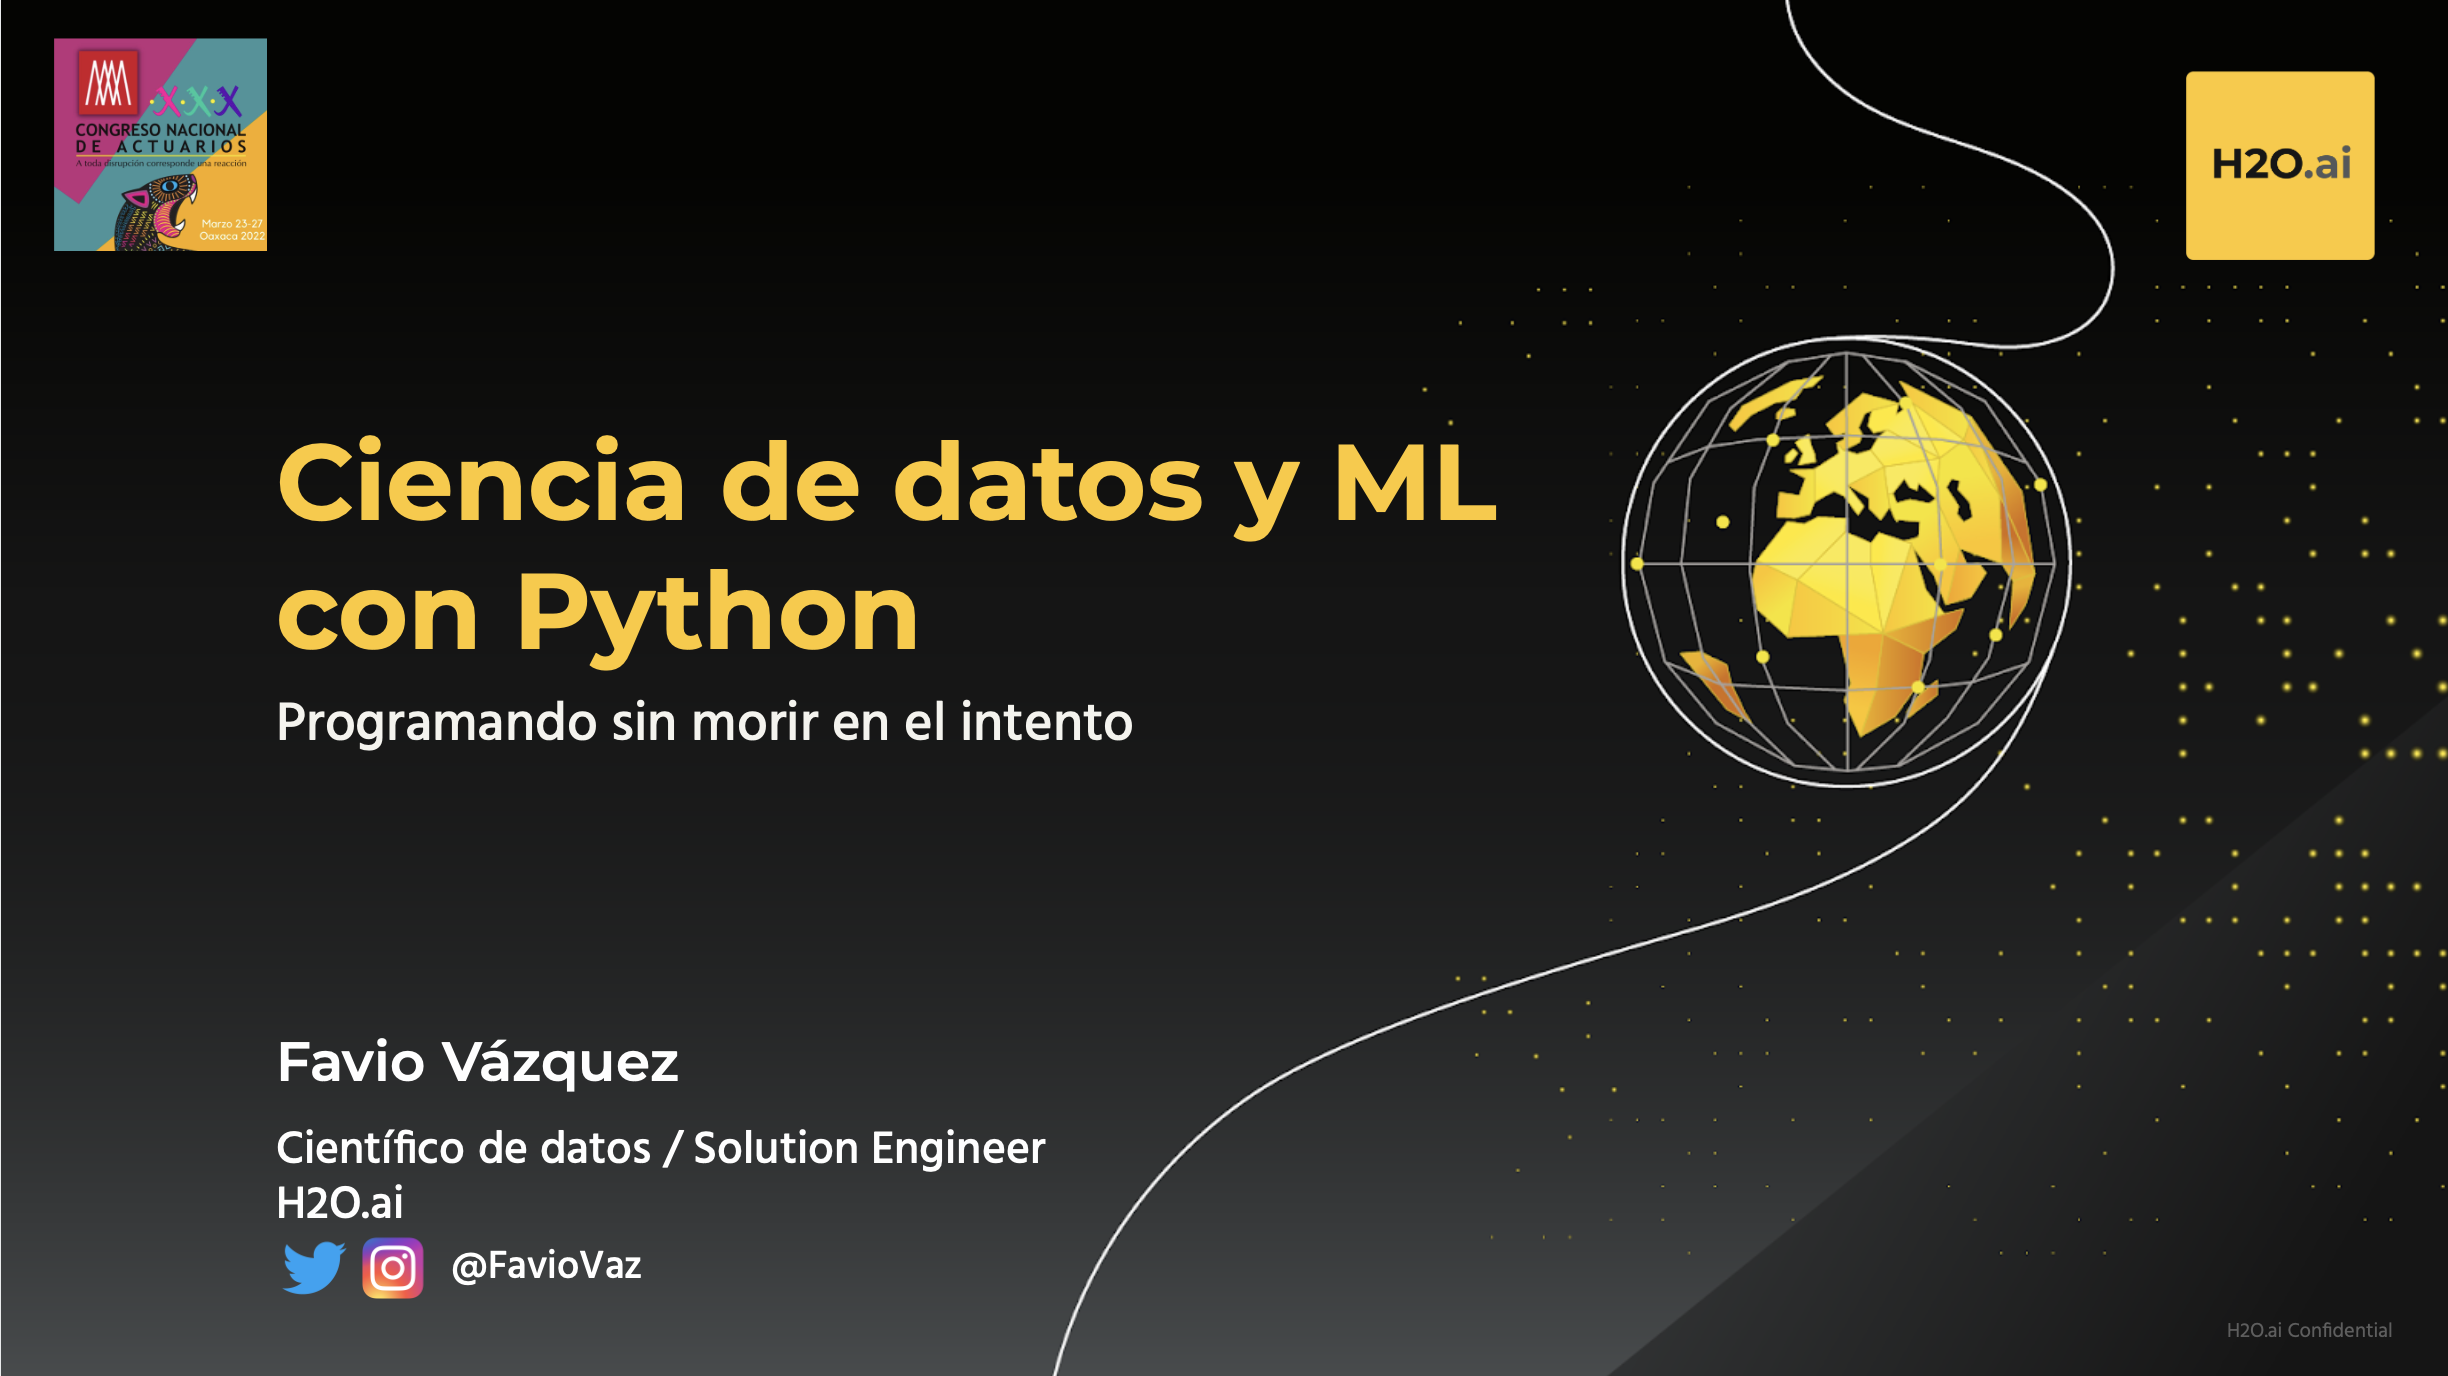 XXX
CONGRESO NACIONAL
DE ACTUARIOS
A toda disrupción corresponde una reacción
Marzo 23-27
Oaxaca 2022
H2O.ai
Ciencia de datos y ML
con Python
Programando sin morir en el intento
Favio Vázquez
Científico de datos / Solution Engineer
H2O.ai
@FavioVaz
H2O.ai Confidential